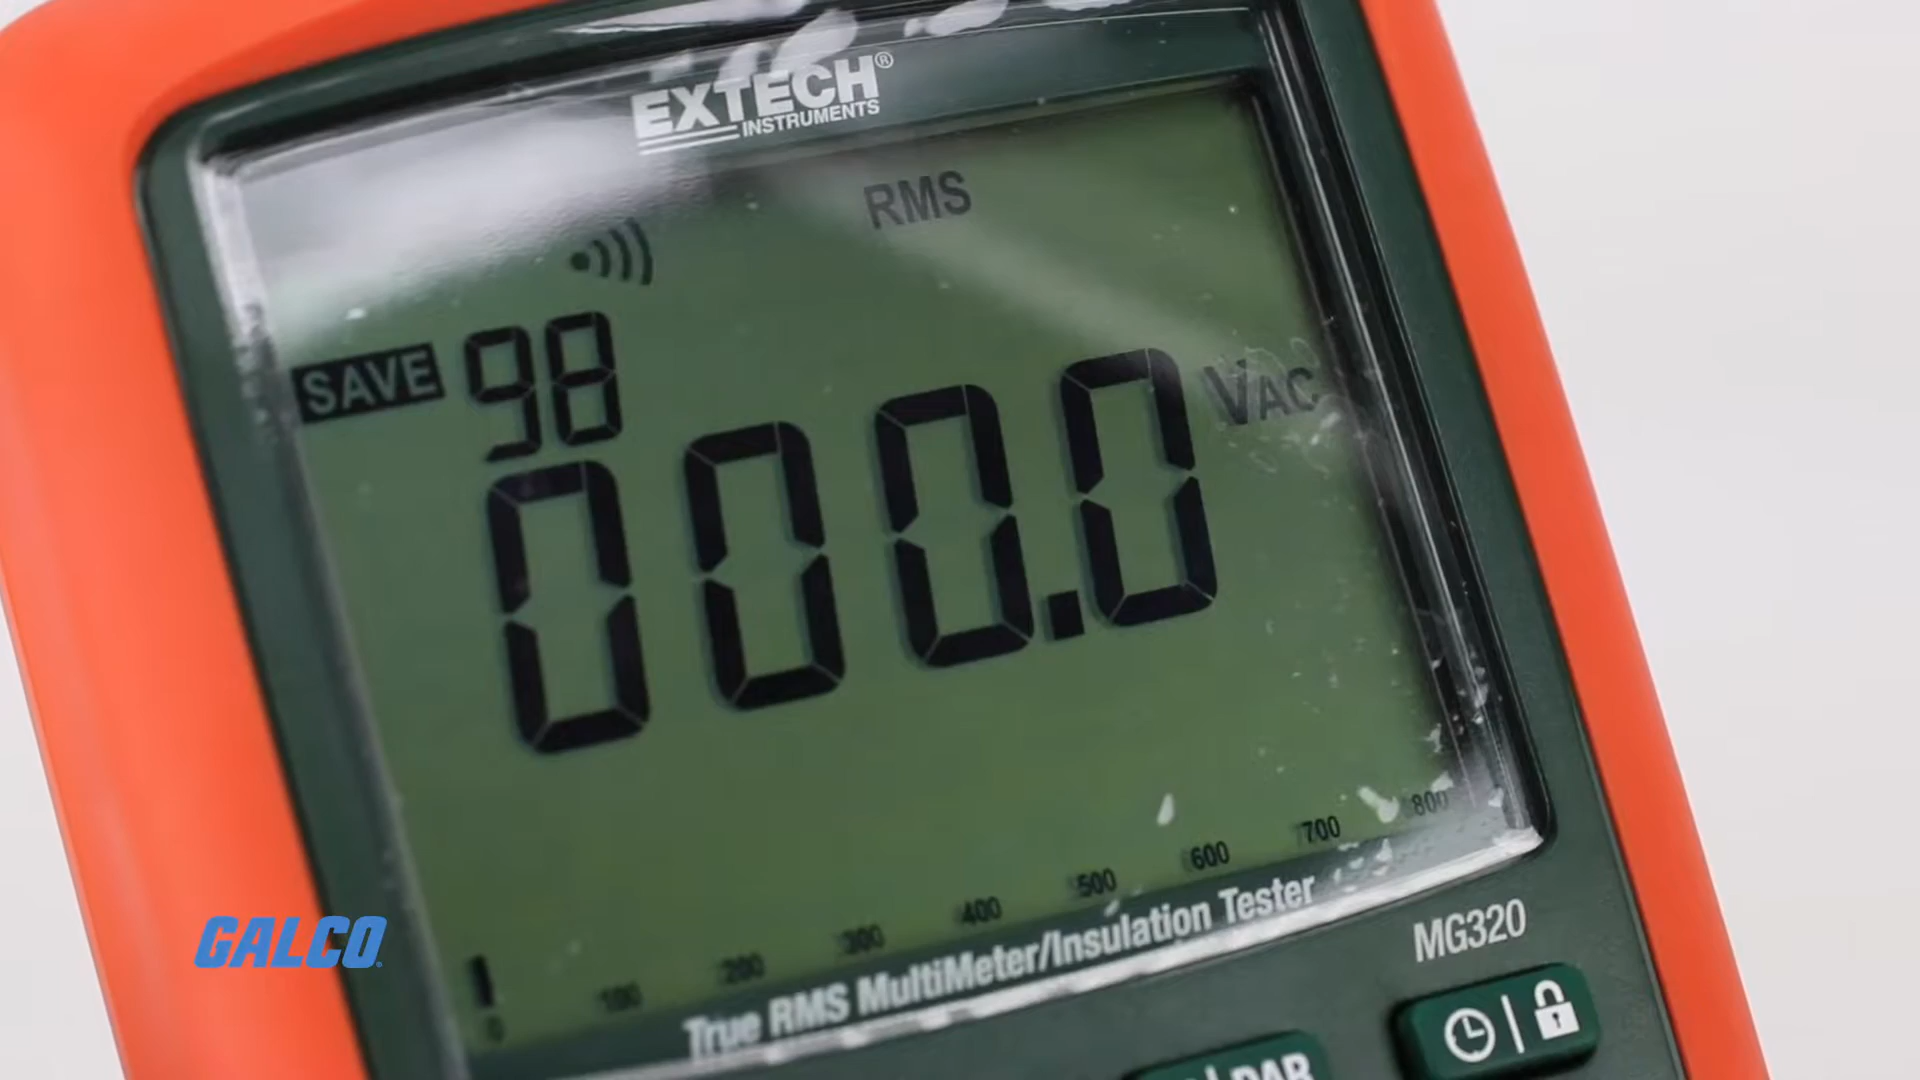 EXTECH®
INSTRUMENTS
RMS
SAVE 98
000.0 VAC
0 100 200 300 400 500 600 700 800
True RMS MultiMeter/Insulation Tester
MG320
DAR
GALCO